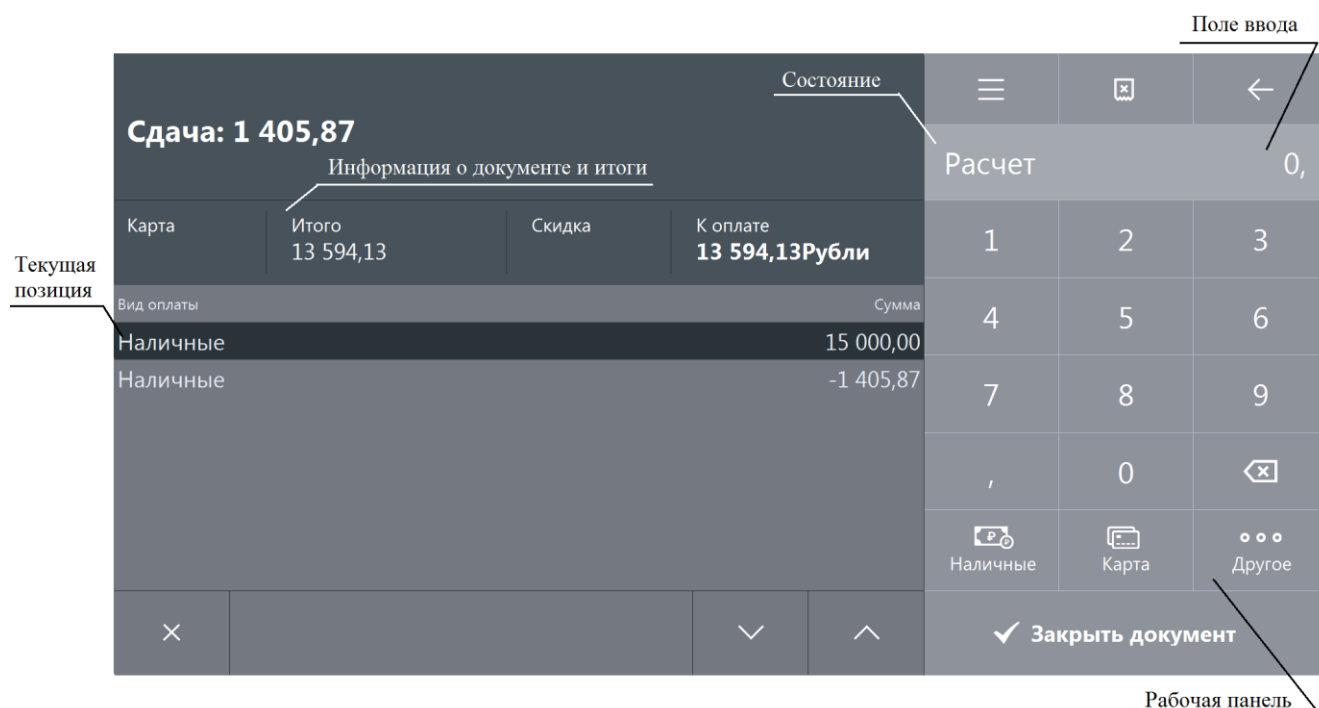 Поле ввода
Состояние
Сдача: 1 405,87
Информация о документе и итоги
Расчет
0,
Карта
Итого
13 594,13
Скидка
К оплате
13 594,13Рубли
Текущая
позиция
Вид оплаты
Сумма
Наличные
15 000,00
Наличные
-1 405,87
1 2 3
4 5 6
7 8 9
, 0
Наличные
Карта
Другое
Закрыть документ
Рабочая панель